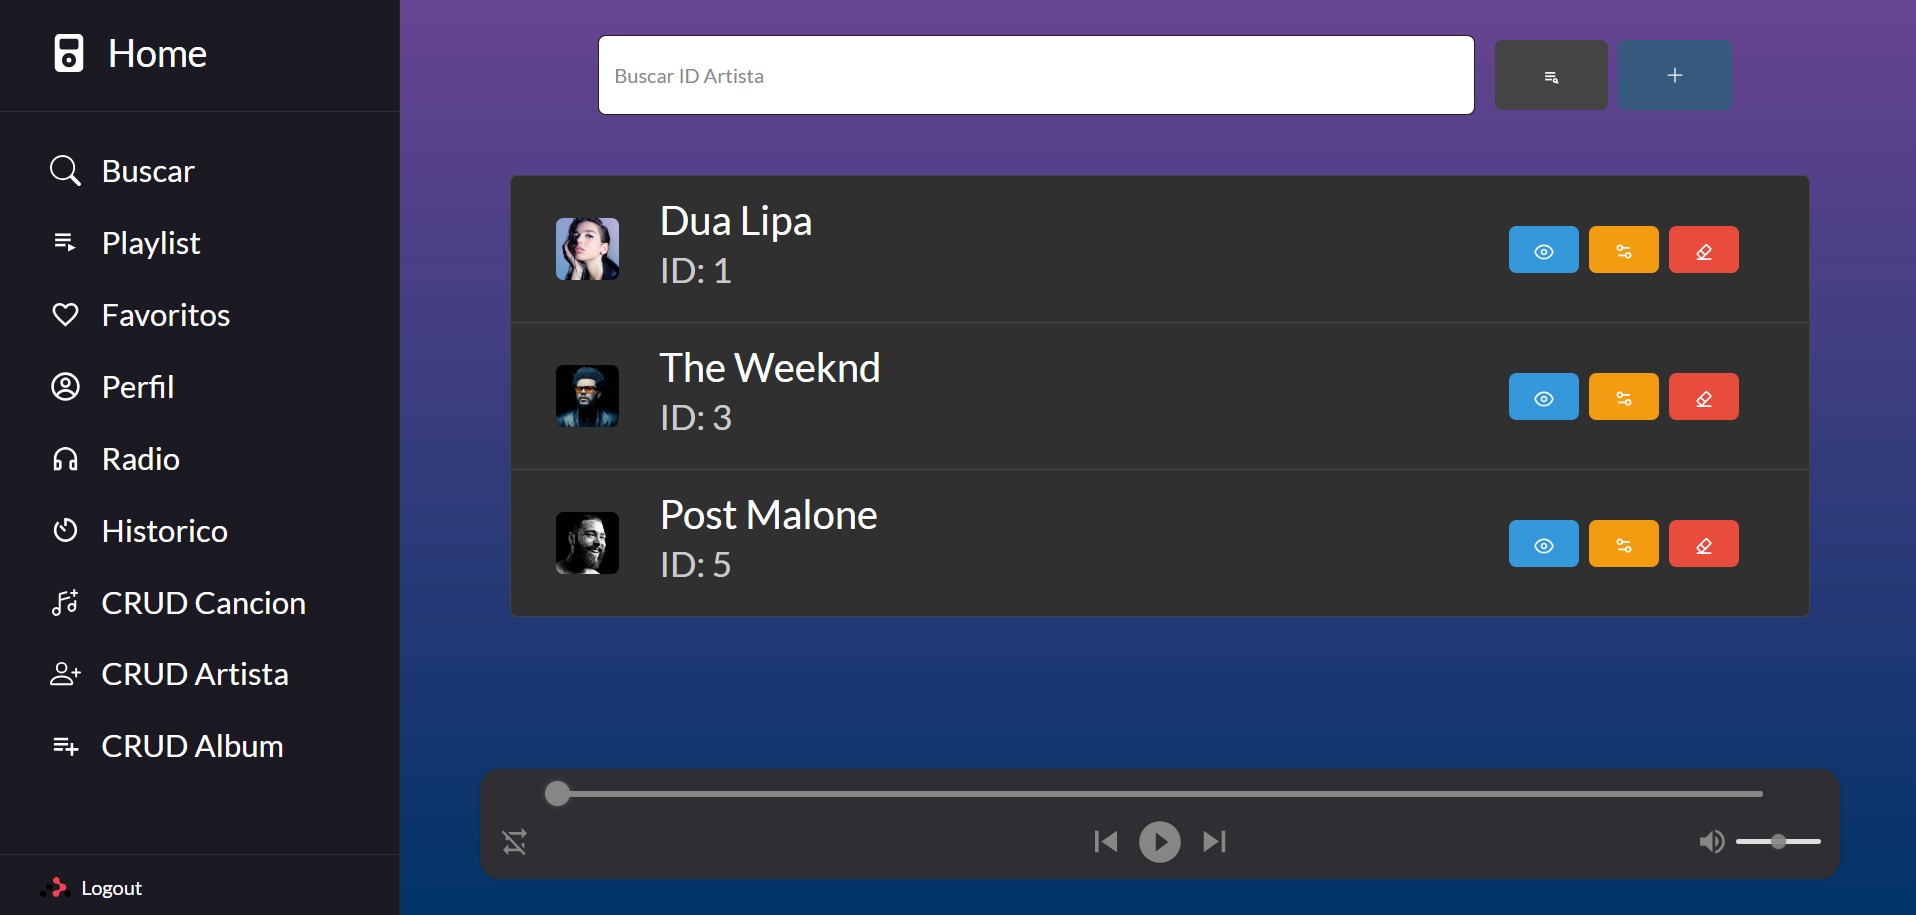 Home
Buscar
Playlist
Favoritos
Perfil
Radio
Historico
CRUD Cancion
CRUD Artista
CRUD Album
Logout
Buscar ID Artista
Dua Lipa
ID: 1
The Weeknd
ID: 3
Post Malone
ID: 5